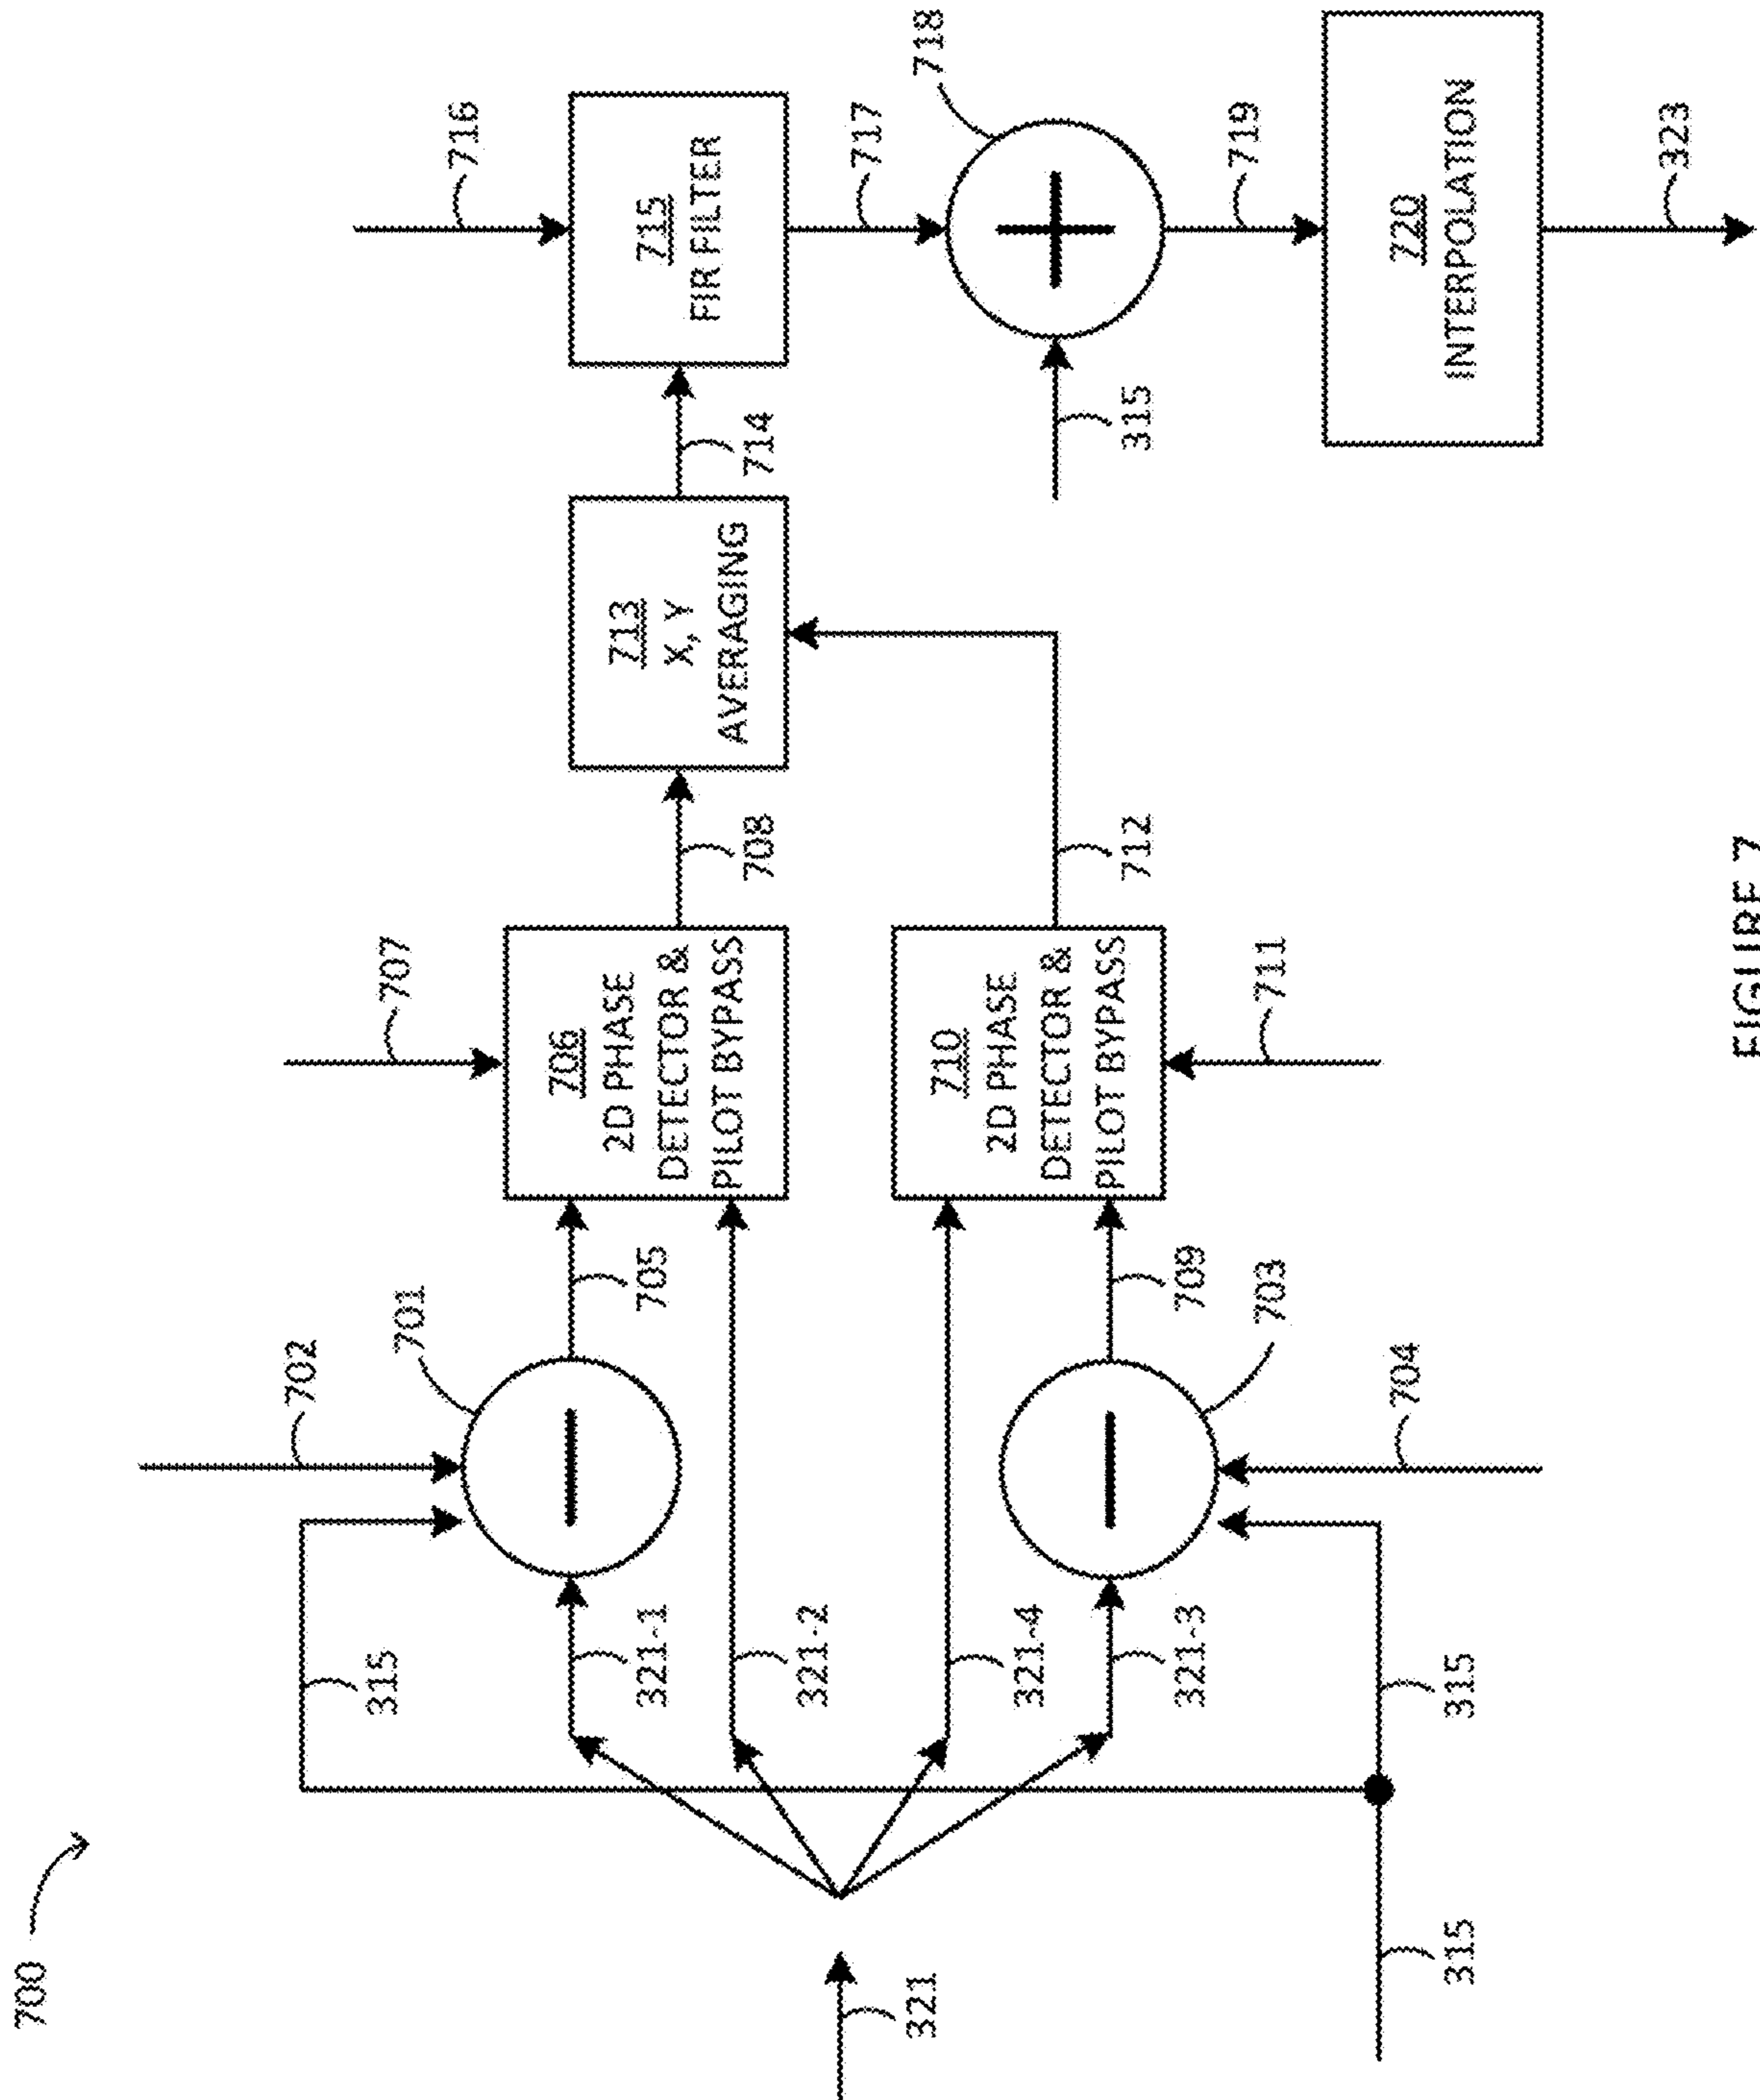 700
321
315
315
321-1
321-2
321-4
321-3
315
702
701
704
703
705
709
707
706
2D PHASE
DETECTOR &
PILOT BYPASS
710
2D PHASE
DETECTOR &
PILOT BYPASS
711
708
712
713
X, Y
AVERAGING
714
716
715
FIR FILTER
717
718
315
719
720
INTERPOLATION
323
FIGURE 7